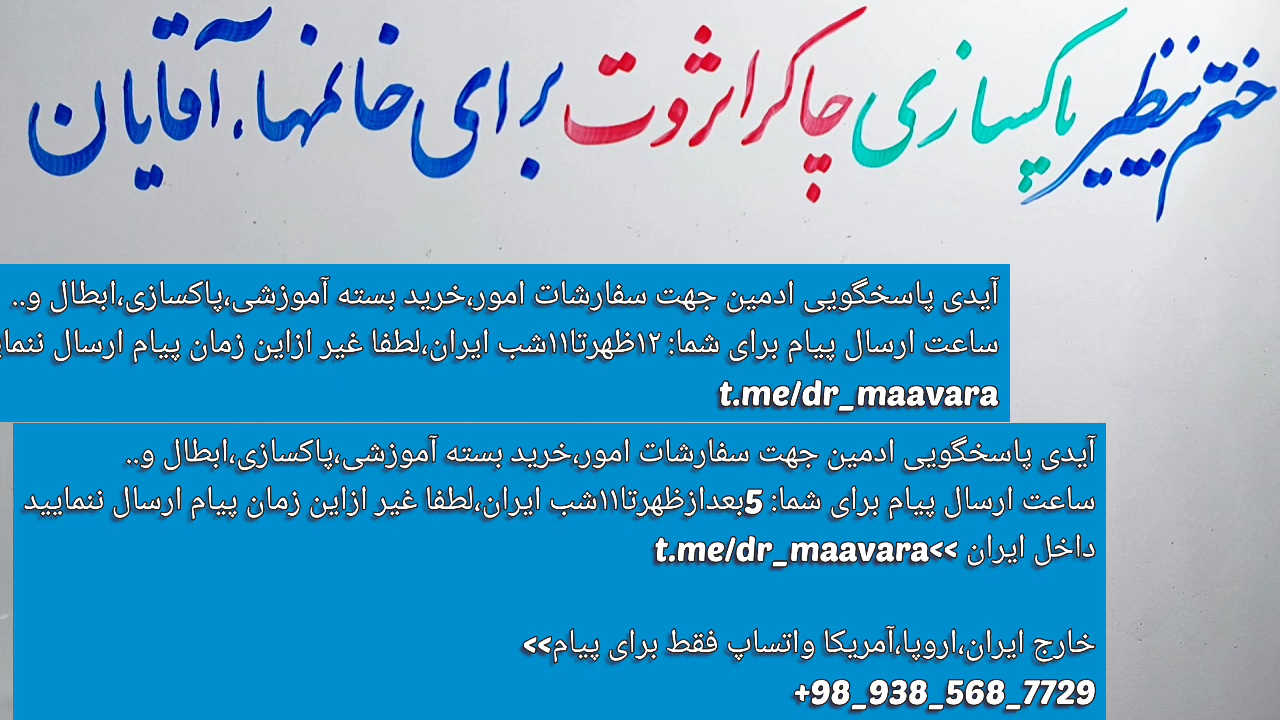 ختم بینظیر پاکسازی چاکرا ثروت برای خانمها، آقایان
آیدی پاسخگویی ادمین جهت سفارشات امور،خرید بسته آموزشی،پاکسازی،ابطال و..
ساعت ارسال پیام برای شما: ۱۲ظهرتا۱۱شب ایران،لطفا غیر ازاین زمان پیام ارسال
t.me/dr_maavara
آیدی پاسخگویی ادمین جهت سفارشات امور،خرید بسته آموزشی،پاکسازی،ابطال و..
ساعت ارسال پیام برای شما: 5بعدازظهرتا۱۱شب ایران،لطفا غیر ازاین زمان پیام ارسال ننمایید
داخل ایران >>t.me/dr_maavara
خارج ایران،اروپا،آمریکا واتساپ فقط برای پیام>>
+98_938_568_7729